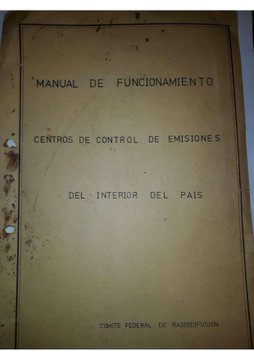 MANUAL DE FUNCIONAMIENTO
CENTROS DE CONTROL DE EMISIONES
DEL INTERIOR DEL PAIS
COMITE FEDERAL DE RADIODIFUSION